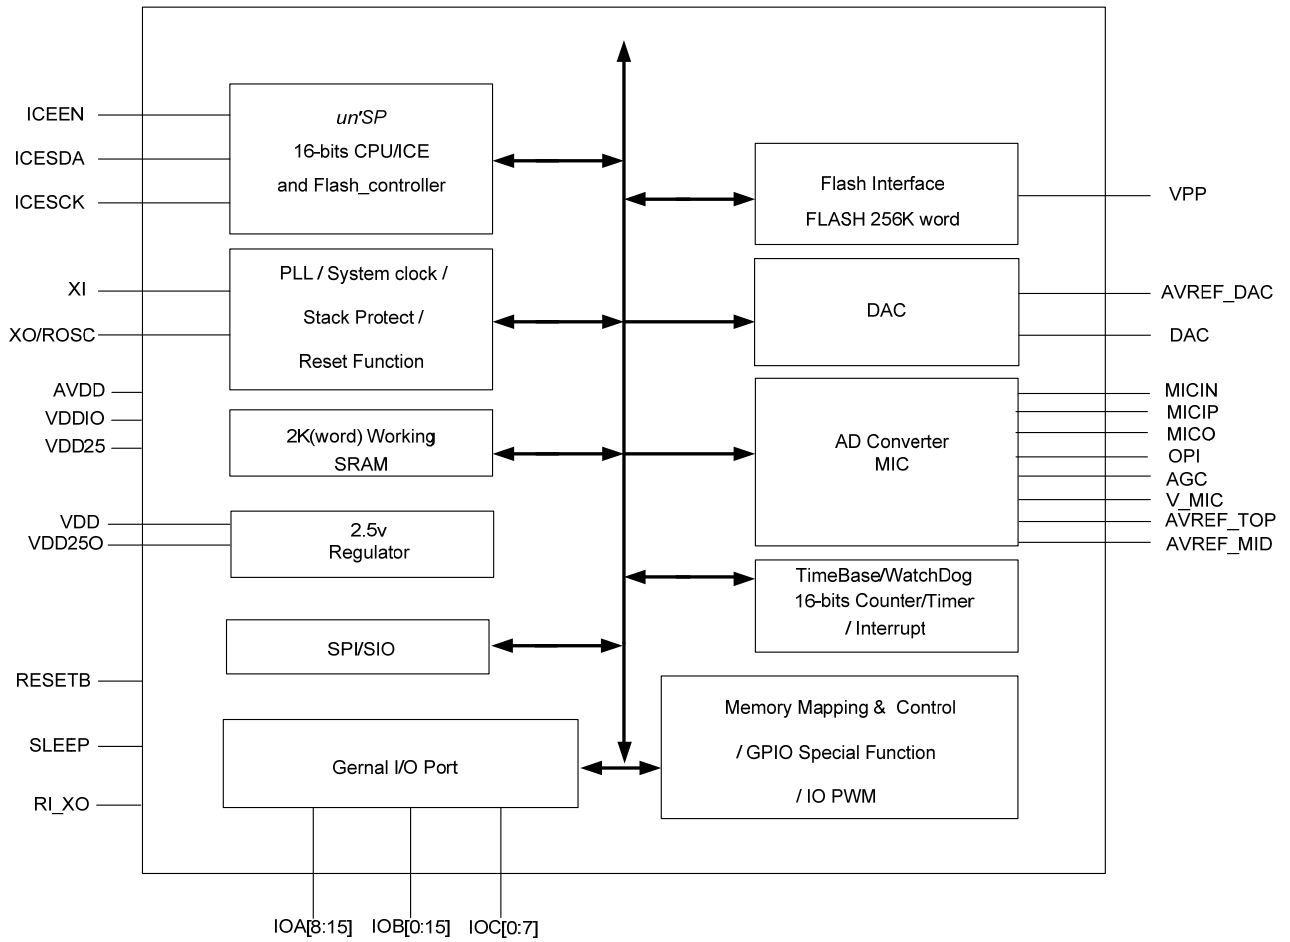 ICEEN
ICESDA
ICESCK
un'SP
16-bits CPU/ICE
and Flash_controller
Flash Interface
FLASH 256K word
VPP
XI
XO/ROSC
PLL / System clock /
Stack Protect /
Reset Function
DAC
AVREF_DAC
DAC
AVDD
VDDIO
VDD25
2K(word) Working
SRAM
AD Converter
MIC
MICIN
MICIP
MICO
OPI
AGC
V_MIC
AVREF_TOP
AVREF_MID
VDD
VDD25O
2.5v
Regulator
TimeBase/WatchDog
16-bits Counter/Timer
/ Interrupt
SPI/SIO
RESETB
SLEEP
RI_XO
Gernal I/O Port
Memory Mapping & Control
/ GPIO Special Function
/ IO PWM
IOA[8:15]
IOB[0:15]
IOC[0:7]